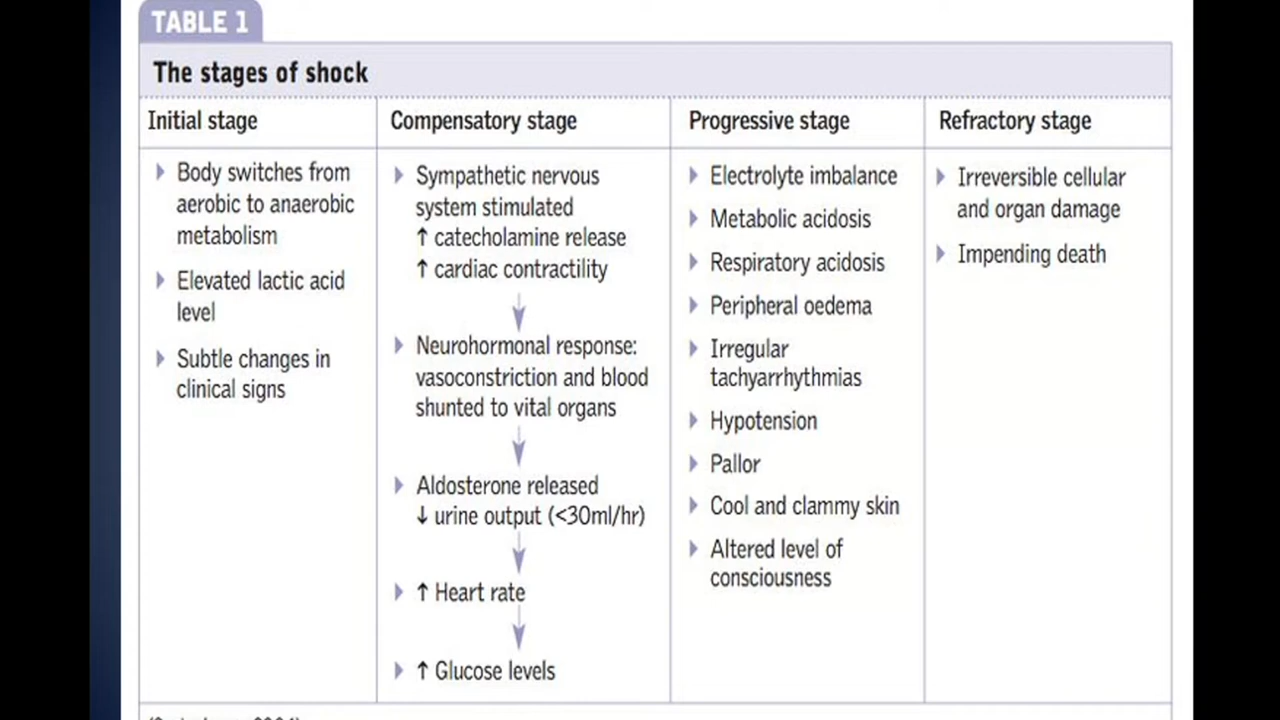 TABLE 1
The stages of shock
Initial stage
Body switches from
aerobic to anaerobic
metabolism
Elevated lactic acid
level
Subtle changes in
clinical signs
Compensatory stage
Sympathetic nervous
system stimulated
↑ catecholamine release
↑ cardiac contractility
Neurohormonal response:
vasoconstriction and blood
shunted to vital organs
Aldosterone released
↓ urine output (<30ml/hr)
↑ Heart rate
↑ Glucose levels
Progressive stage
Electrolyte imbalance
Metabolic acidosis
Respiratory acidosis
Peripheral oedema
Irregular
tachyarrhythmias
Hypotension
Pallor
Cool and clammy skin
Altered level of
consciousness
Refractory stage
Irreversible cellular
and organ damage
Impending death